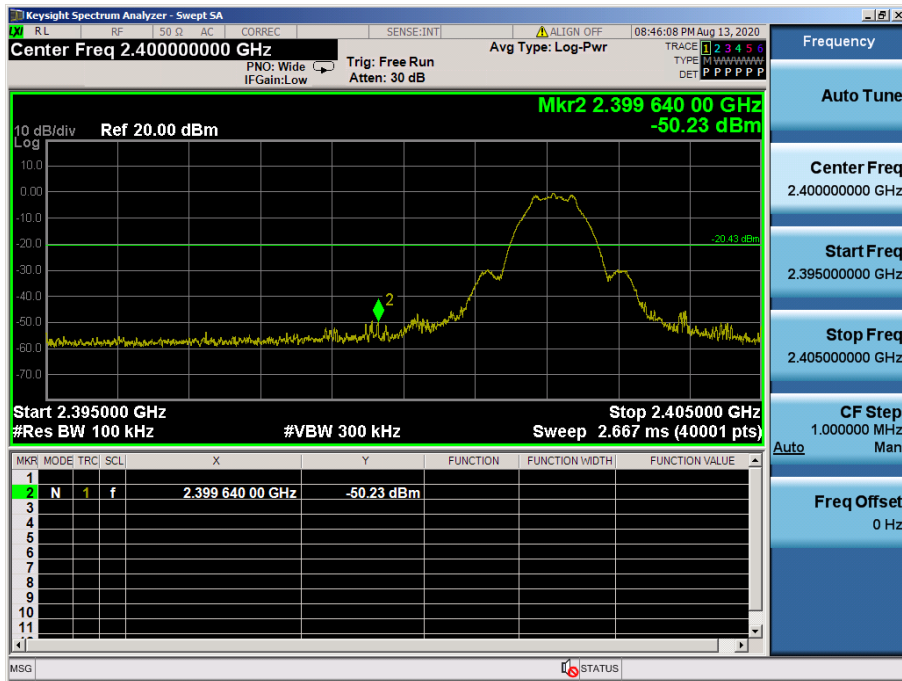 Keysight Spectrum Analyzer - Swept SA
LXI RL RF 50 Ω AC CORREC SENSE:INT ALIGN OFF 08:46:08 PM Aug 13, 2020
Center Freq 2.400000000 GHz
PNO: Wide
IFGain:Low
Trig: Free Run
Atten: 30 dB
Avg Type: Log-Pwr
TRACE 1 2 3 4 5 6
TYPE M WWWWW
DET P P P P P P
Mkr2 2.399 640 00 GHz
-50.23 dBm
10 dB/div Ref 20.00 dBm
Log
10.0
0.00
-10.0
-20.0
-20.43 dBm
-30.0
-40.0
2
-50.0
-60.0
-70.0
Start 2.395000 GHz Stop 2.405000 GHz
#Res BW 100 kHz #VBW 300 kHz Sweep 2.667 ms (40001 pts)
MKR MODE TRC SCL X Y FUNCTION FUNCTION WIDTH FUNCTION VALUE
1
2 N 1 f 2.399 640 00 GHz -50.23 dBm
3
4
5
6
7
8
9
10
11
MSG STATUS
Frequency
Auto Tune
Center Freq
2.400000000 GHz
Start Freq
2.395000000 GHz
Stop Freq
2.405000000 GHz
CF Step
1.000000 MHz
Auto Man
Freq Offset
0 Hz